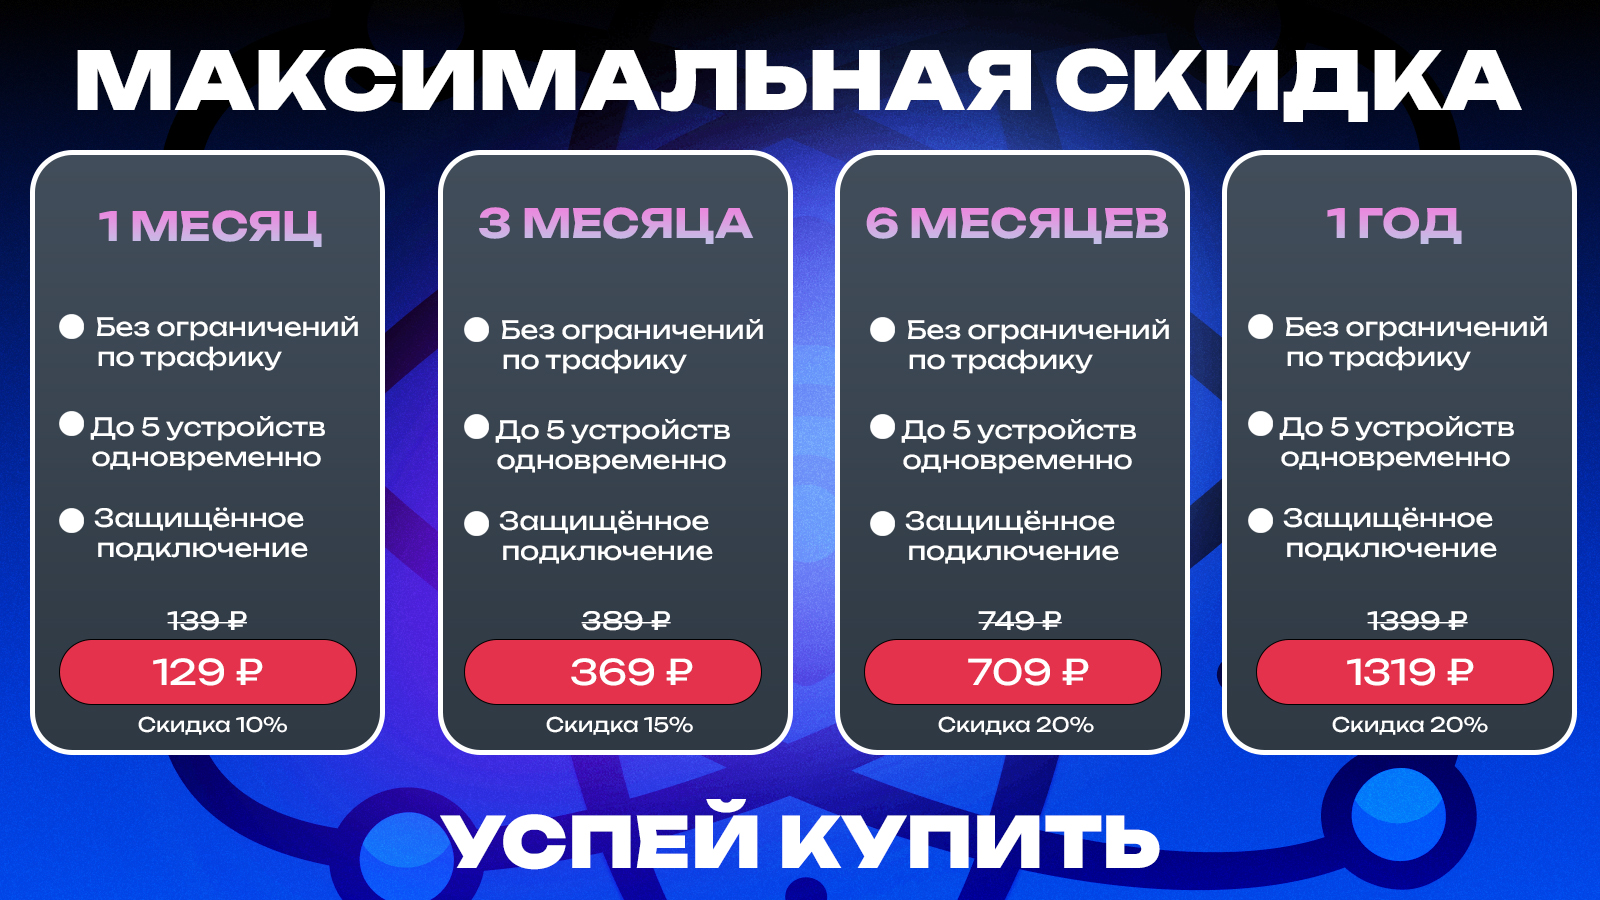 МАКСИМАЛЬНАЯ СКИДКА
1 МЕСЯЦ
Без ограничений
по трафику
До 5 устройств
одновременно
Защищённое
подключение
139 ₽
129 ₽
Скидка 10%
3 МЕСЯЦА
Без ограничений
по трафику
До 5 устройств
одновременно
Защищённое
подключение
389 ₽
369 ₽
Скидка 15%
6 МЕСЯЦЕВ
Без ограничений
по трафику
До 5 устройств
одновременно
Защищённое
подключение
749 ₽
709 ₽
Скидка 20%
1 ГОД
Без ограничений
по трафику
До 5 устройств
одновременно
Защищённое
подключение
1399 ₽
1319 ₽
Скидка 20%
УСПЕЙ КУПИТЬ